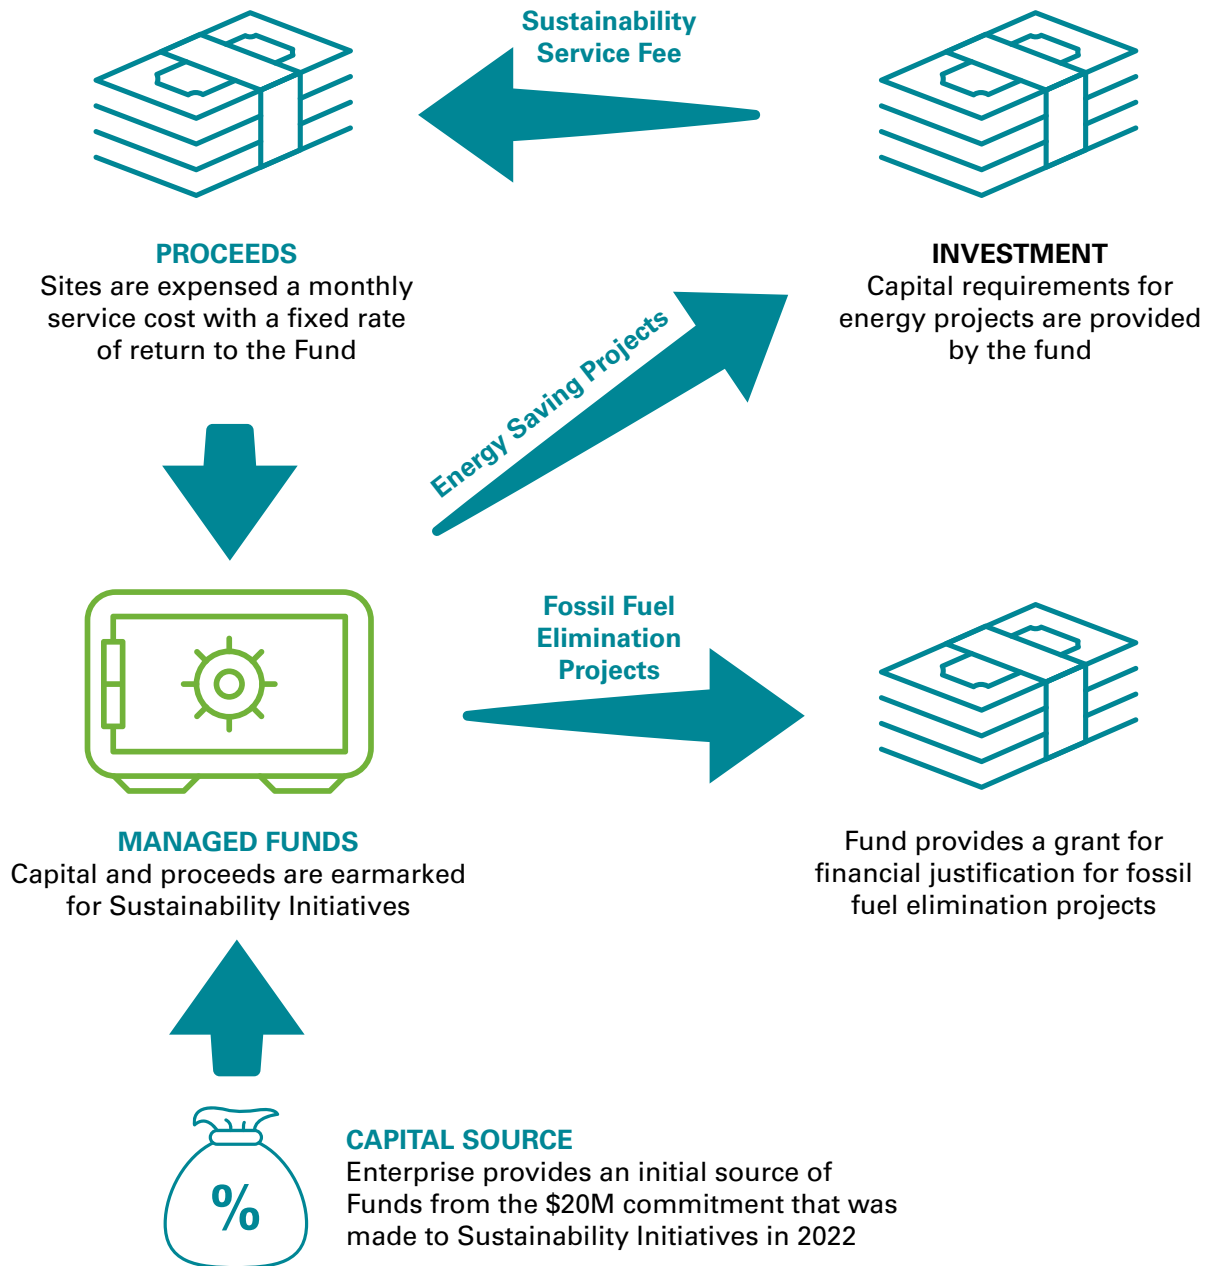 Sustainability
Service Fee
PROCEEDS
Sites are expensed a monthly
service cost with a fixed rate
of return to the Fund
INVESTMENT
Capital requirements for
energy projects are provided
by the fund
Energy Saving Projects
Fossil Fuel
Elimination
Projects
MANAGED FUNDS
Capital and proceeds are earmarked
for Sustainability Initiatives
Fund provides a grant for
financial justification for fossil
fuel elimination projects
%
CAPITAL SOURCE
Enterprise provides an initial source of
Funds from the $20M commitment that was
made to Sustainability Initiatives in 2022